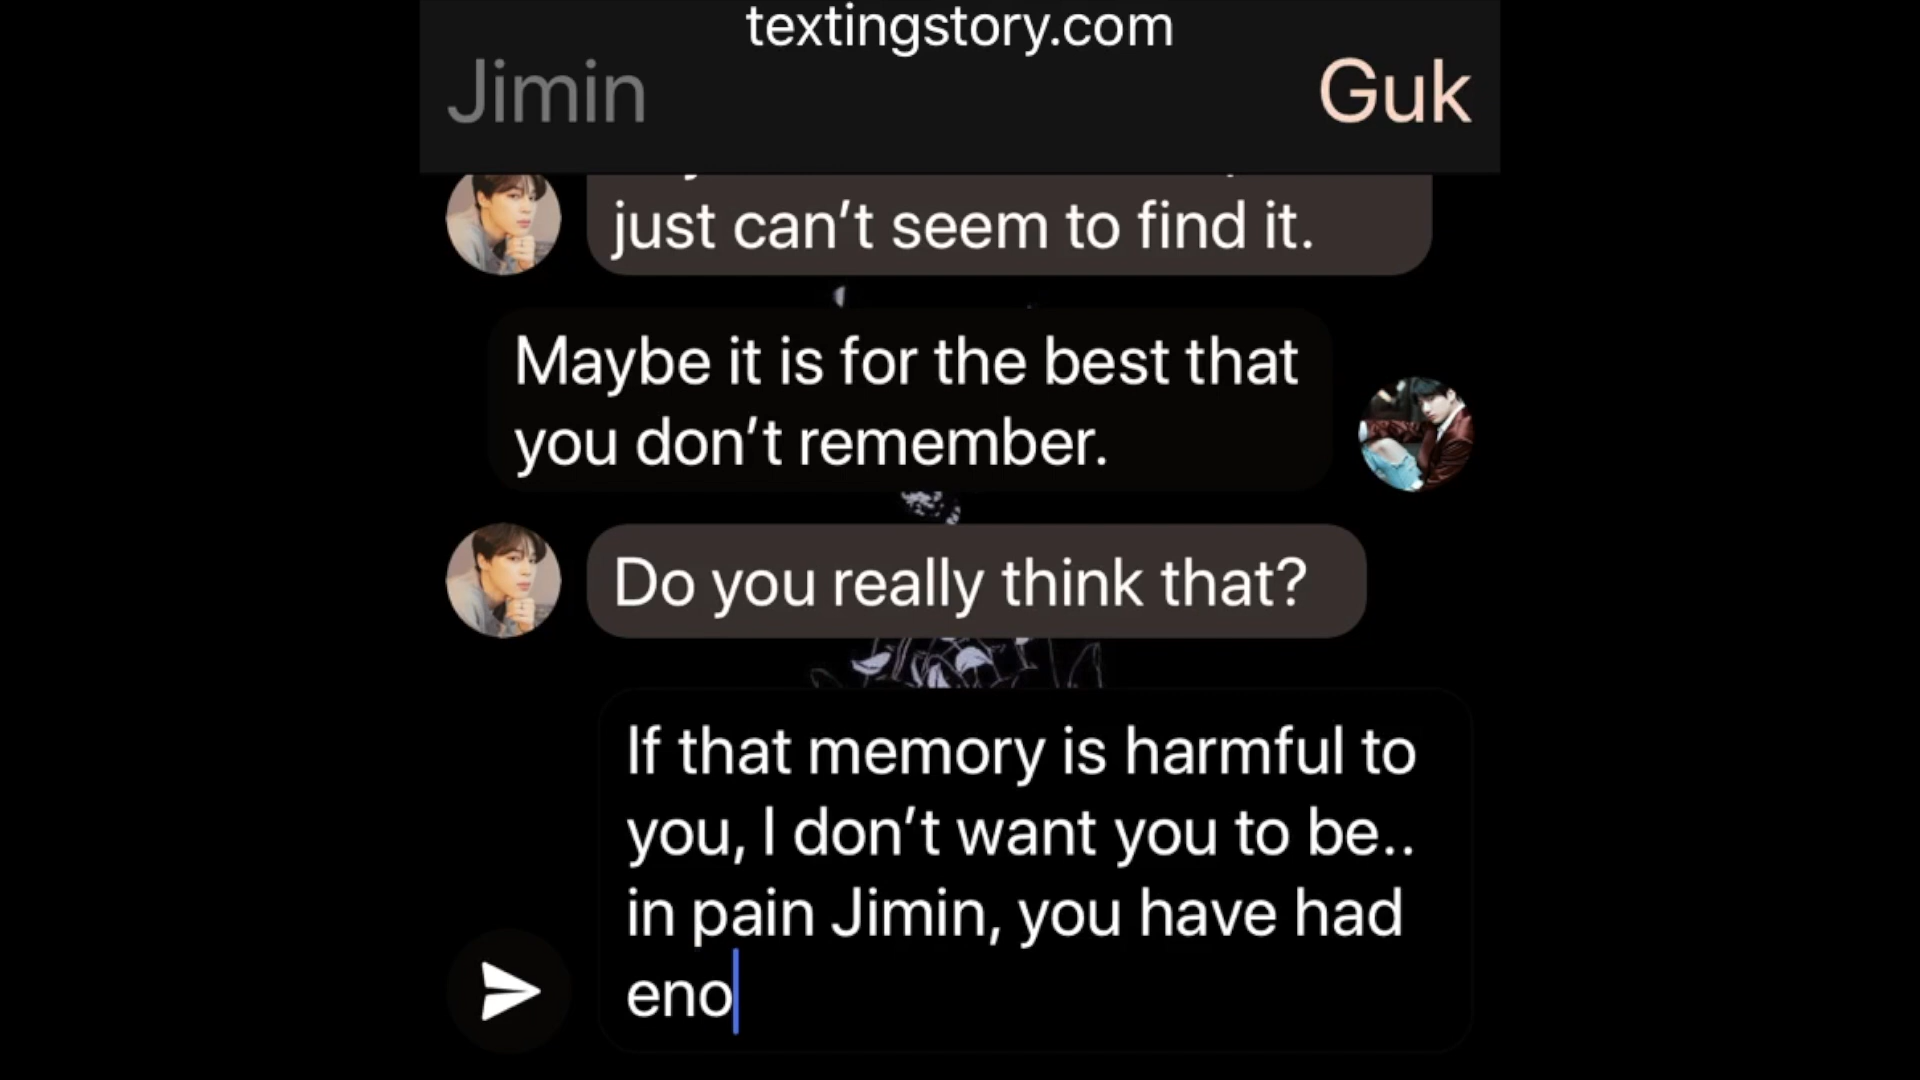 textingstory.com
Jimin
Guk
just can’t seem to find it.
Maybe it is for the best that
you don’t remember.
Do you really think that?
If that memory is harmful to
you, I don’t want you to be..
in pain Jimin, you have had
eno